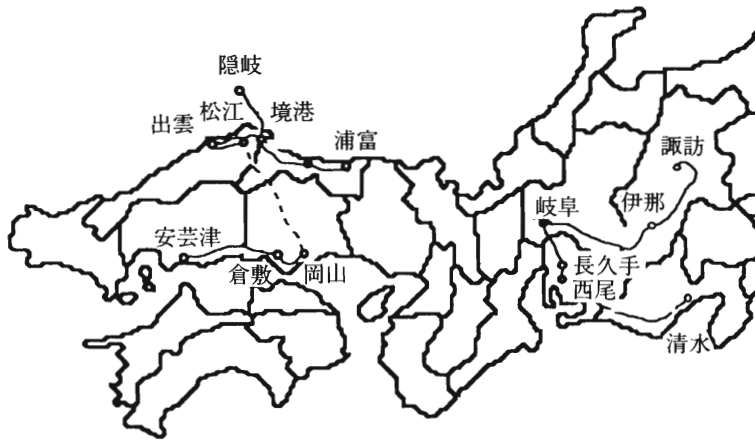 隠岐
松江
境港
出雲
浦富
諏訪
伊那
岐阜
安芸津
倉敷
岡山
長久手
西尾
清水